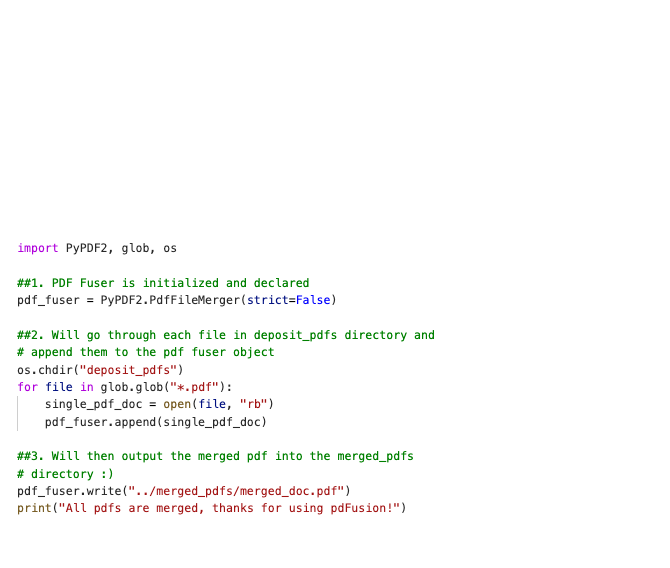 import PyPDF2, glob, os
##1. PDF Fuser is initialized and declared
pdf_fuser = PyPDF2.PdfFileMerger(strict=False)
##2. Will go through each file in deposit_pdfs directory and
# append them to the pdf fuser object
os.chdir("deposit_pdfs")
for file in glob.glob("*.pdf"):
    single_pdf_doc = open(file, "rb")
    pdf_fuser.append(single_pdf_doc)
##3. Will then output the merged pdf into the merged_pdfs
# directory :)
pdf_fuser.write("../merged_pdfs/merged_doc.pdf")
print("All pdfs are merged, thanks for using pdFusion!")